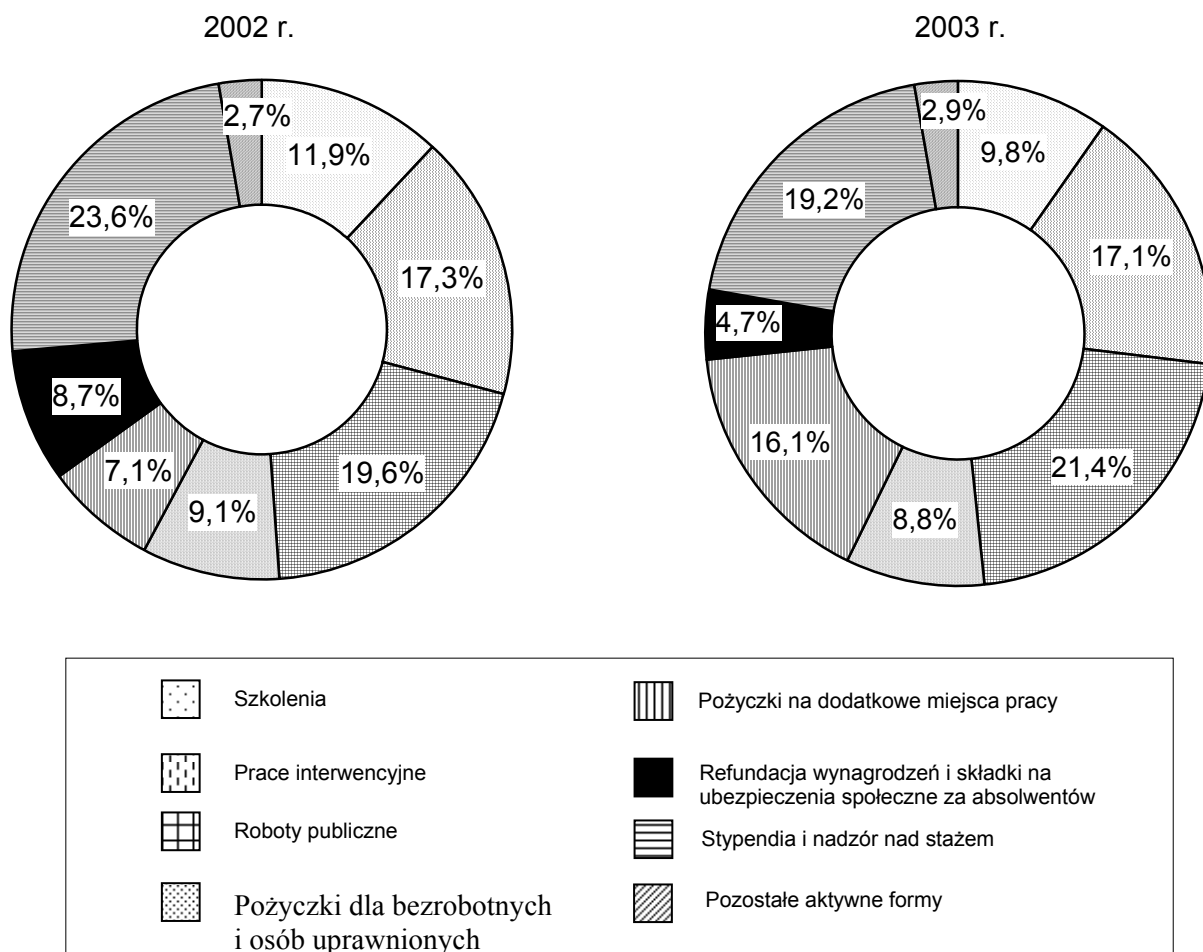 2002 r.
2003 r.
2,7%
11,9%
17,3%
19,6%
9,1%
7,1%
8,7%
23,6%
2,9%
9,8%
17,1%
21,4%
8,8%
16,1%
4,7%
19,2%
Szkolenia
Prace interwencyjne
Roboty publiczne
Pożyczki dla bezrobotnych
i osób uprawnionych
Pożyczki na dodatkowe miejsca pracy
Refundacja wynagrodzeń i składki na
ubezpieczenia społeczne za absolwentów
Stypendia i nadzór nad stażem
Pozostałe aktywne formy